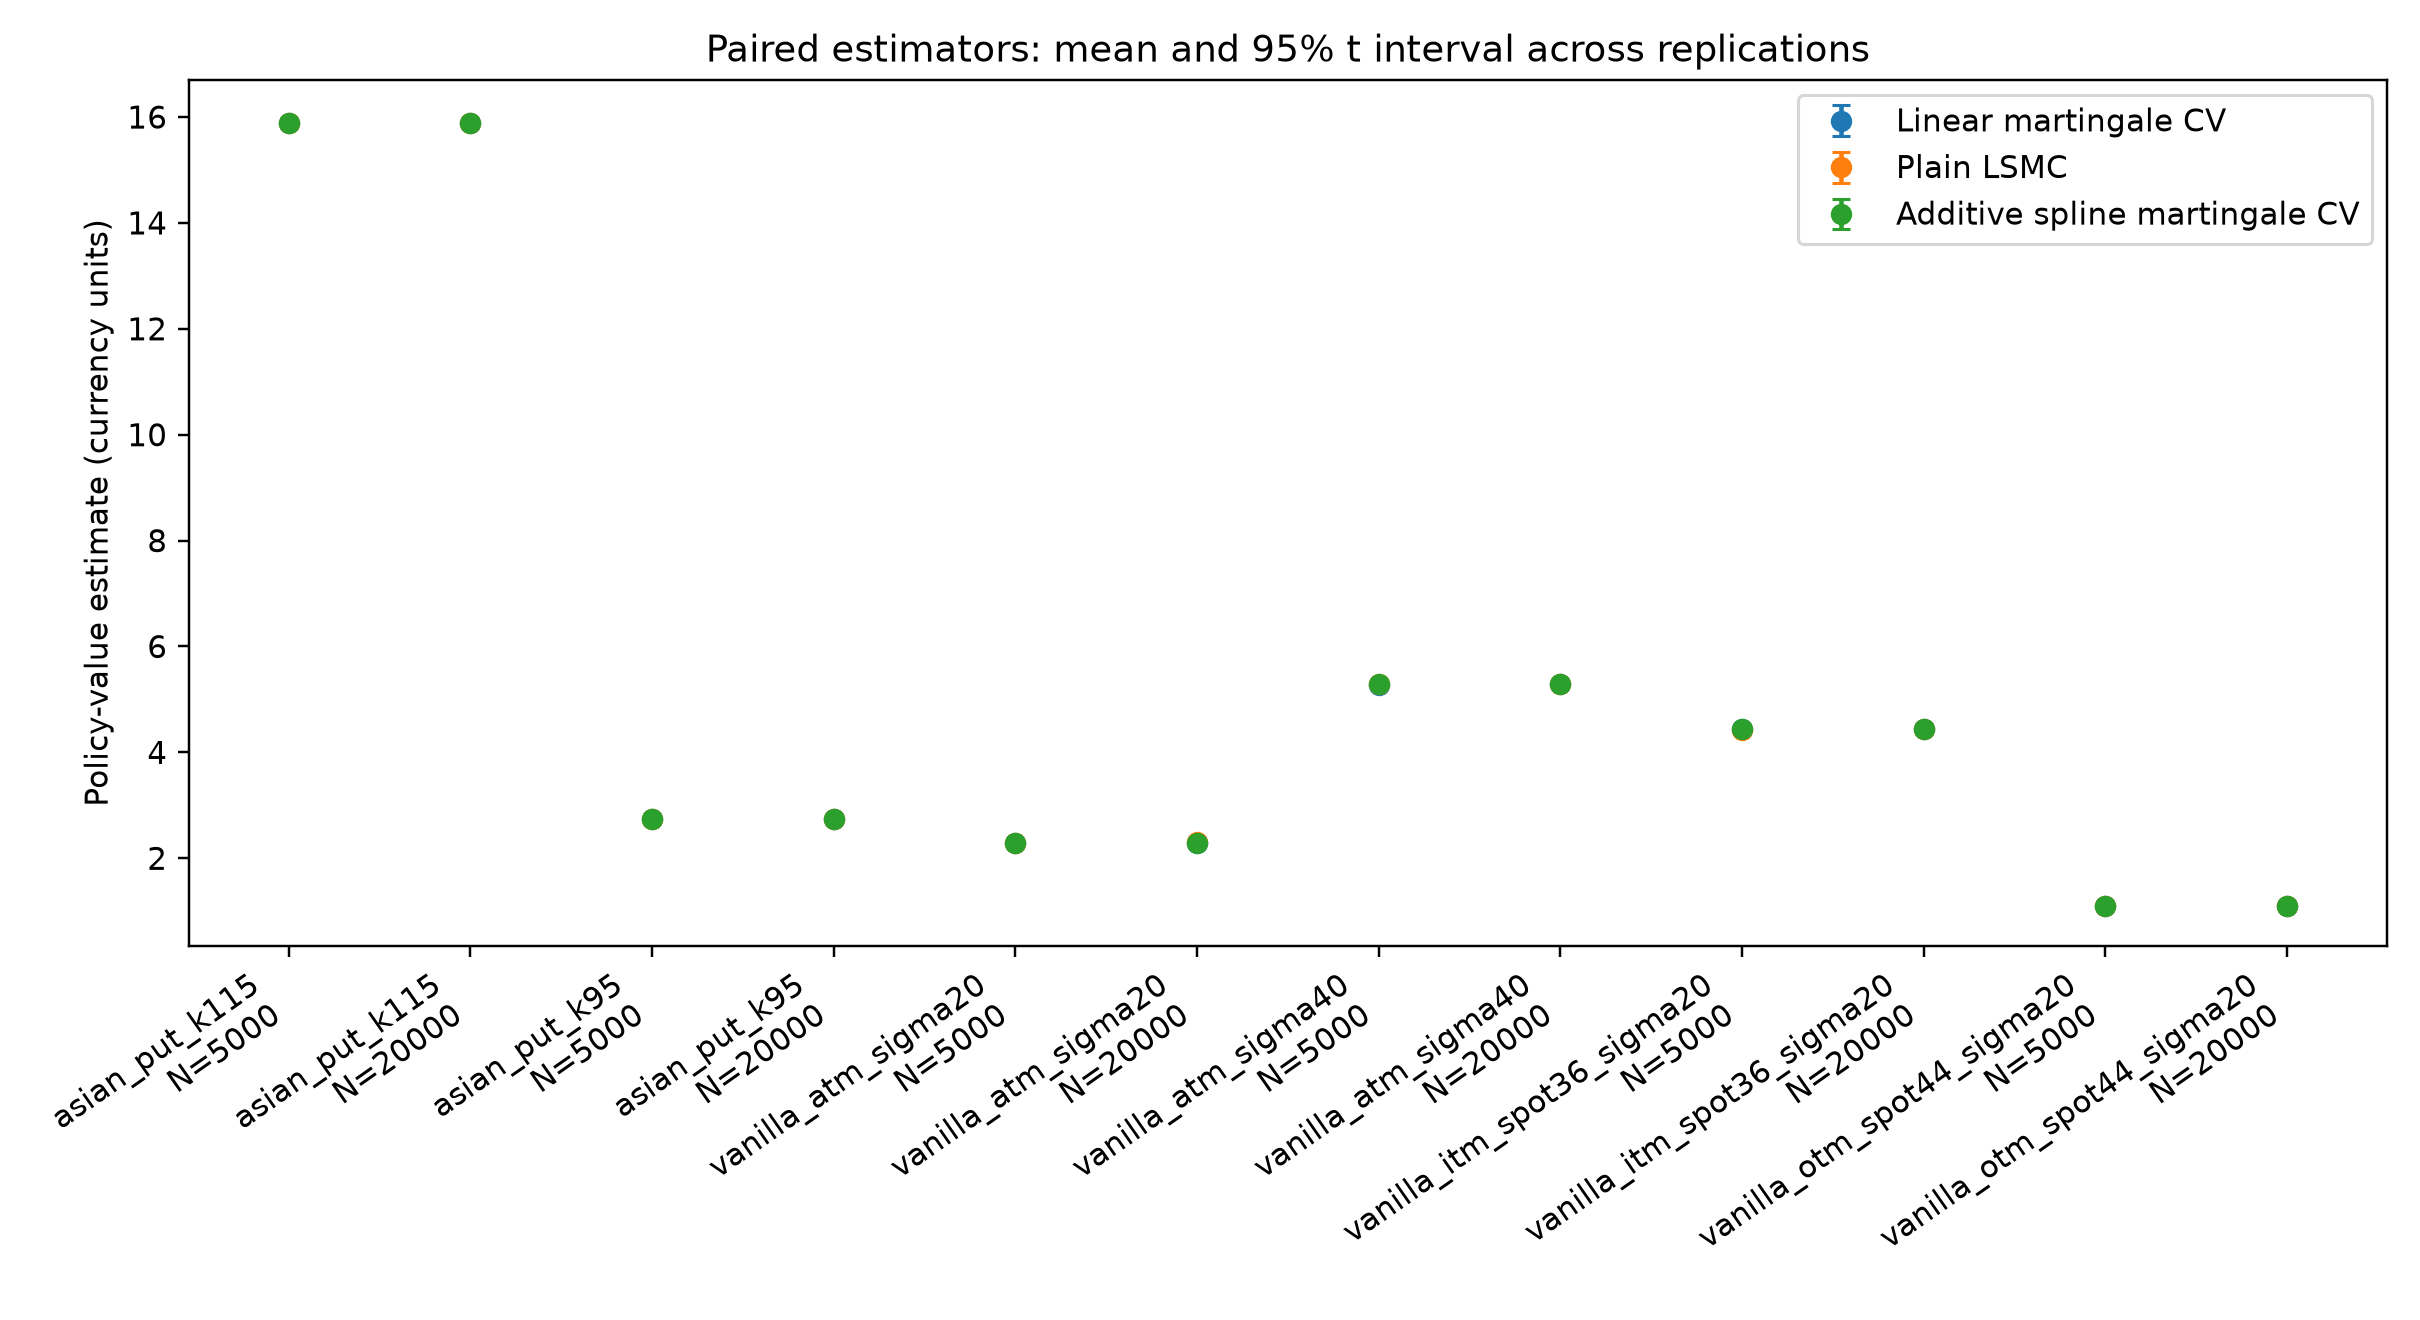 Paired estimators: mean and 95% t interval across replications
Policy-value estimate (currency units)
16
14
12
10
8
6
4
2
Linear martingale CV
Plain LSMC
Additive spline martingale CV
asian_put_k115
N=5000
asian_put_k115
N=20000
asian_put_k95
N=5000
asian_put_k95
N=20000
vanilla_atm_sigma20
N=5000
vanilla_atm_sigma20
N=20000
vanilla_atm_sigma40
N=5000
vanilla_atm_sigma40
N=20000
vanilla_itm_spot36_sigma20
N=5000
vanilla_itm_spot36_sigma20
N=20000
vanilla_otm_spot44_sigma20
N=5000
vanilla_otm_spot44_sigma20
N=20000